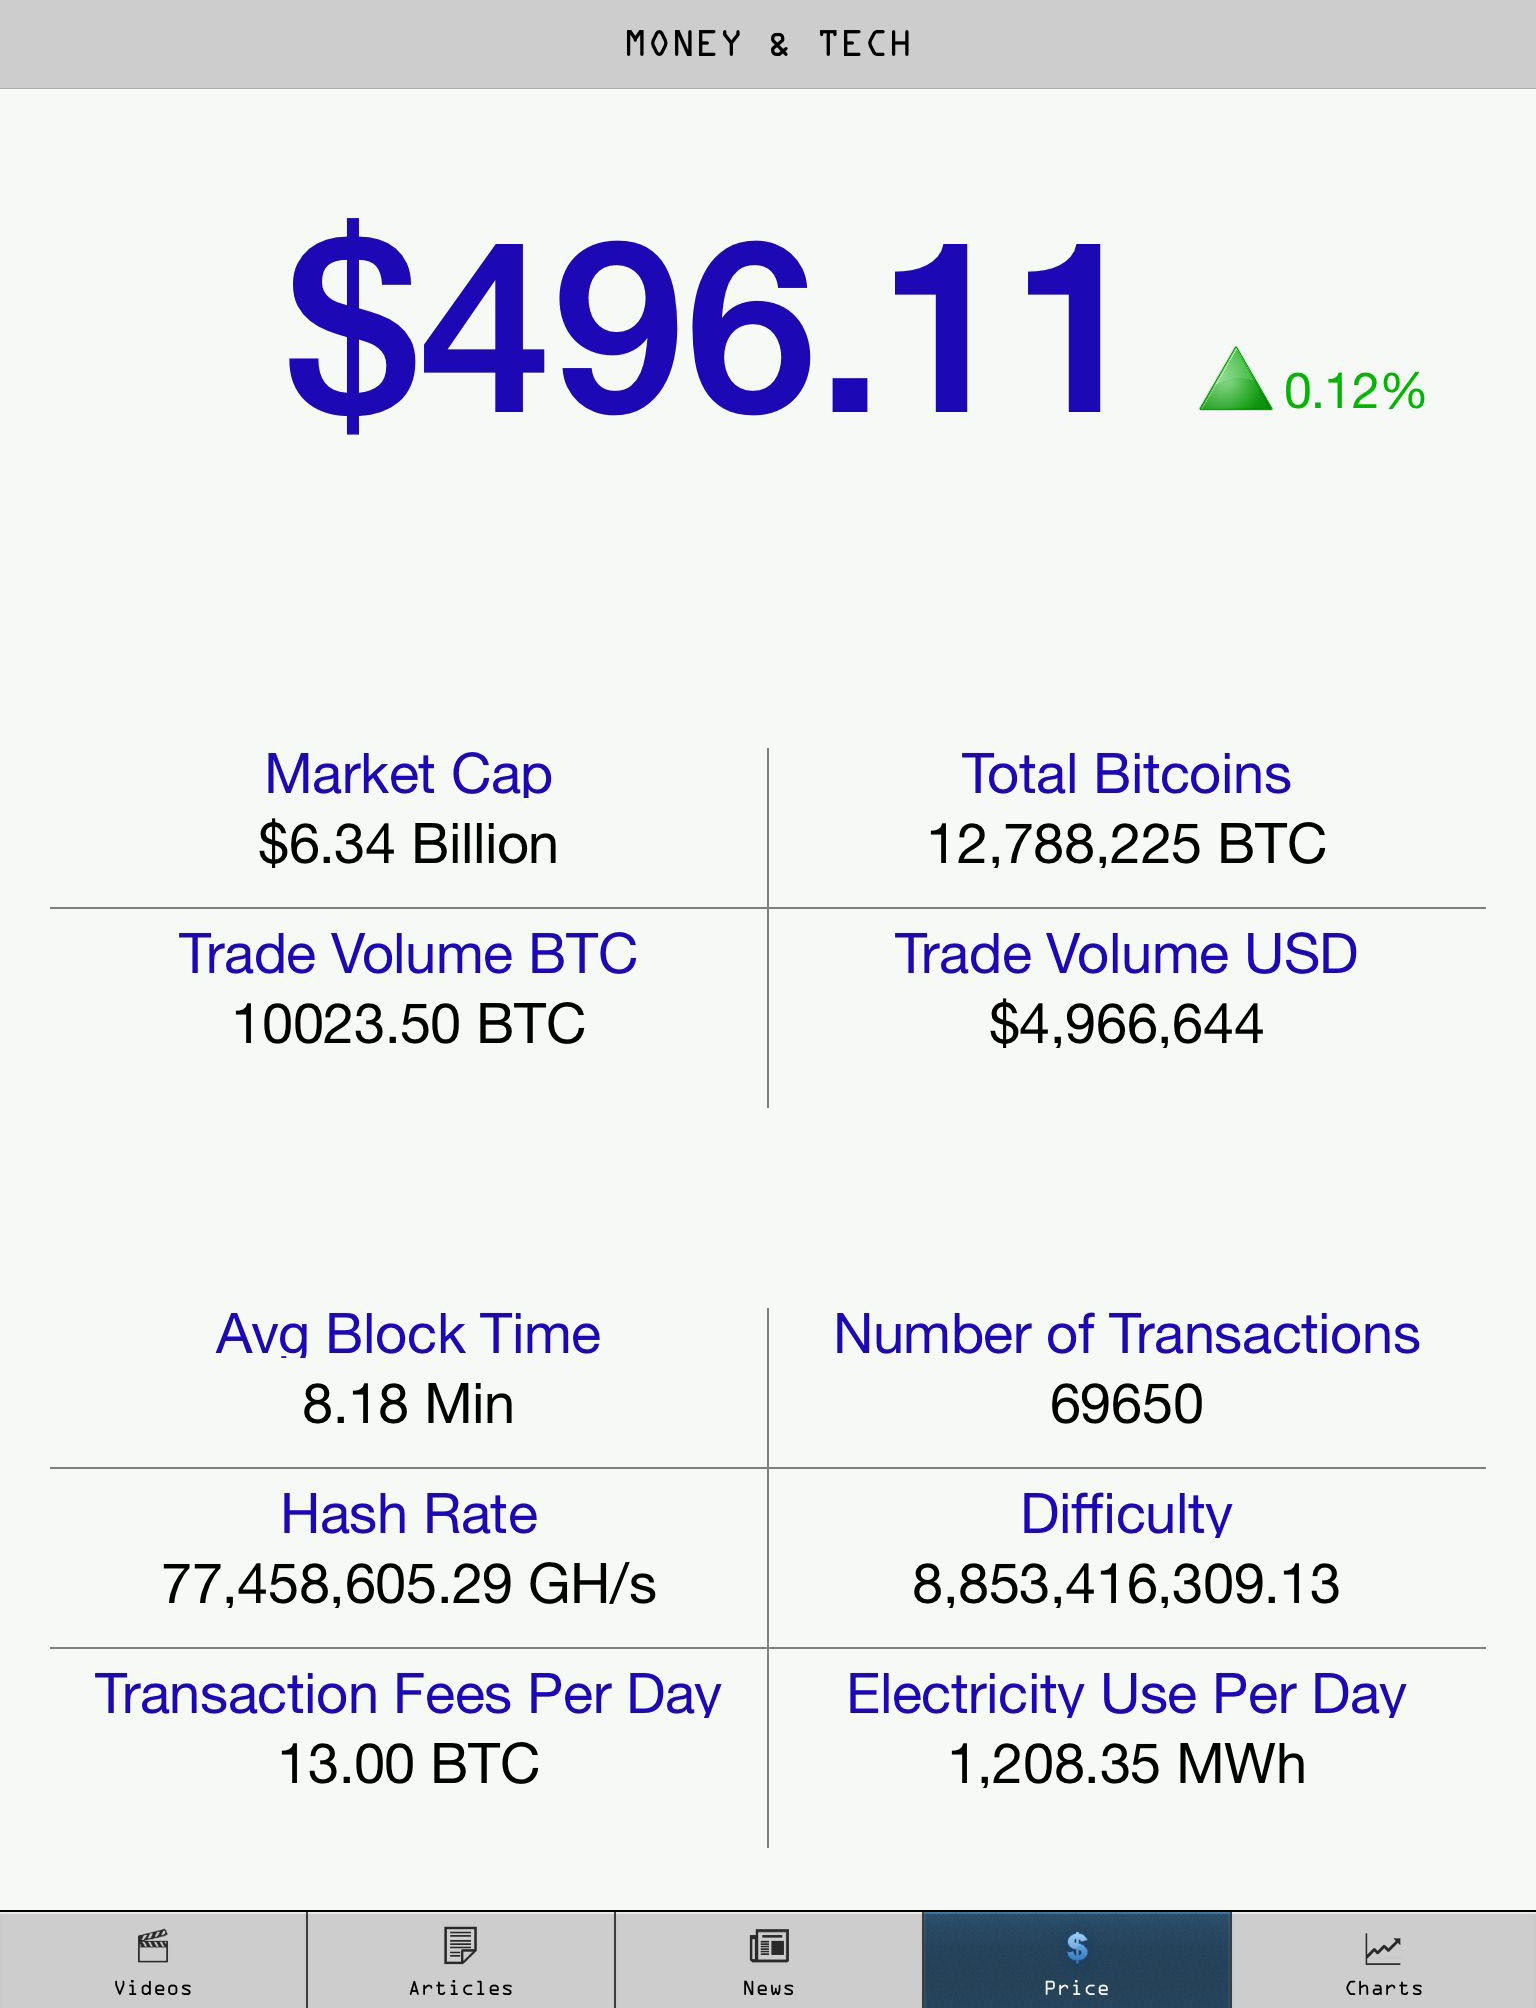 MONEY & TECH
$496.11
0.12%
Market Cap
$6.34 Billion
Total Bitcoins
12,788,225 BTC
Trade Volume BTC
10023.50 BTC
Trade Volume USD
$4,966,644
Avg Block Time
8.18 Min
Number of Transactions
69650
Hash Rate
77,458,605.29 GH/s
Difficulty
8,853,416,309.13
Transaction Fees Per Day
13.00 BTC
Electricity Use Per Day
1,208.35 MWh
Videos
Articles
News
$
Price
Charts